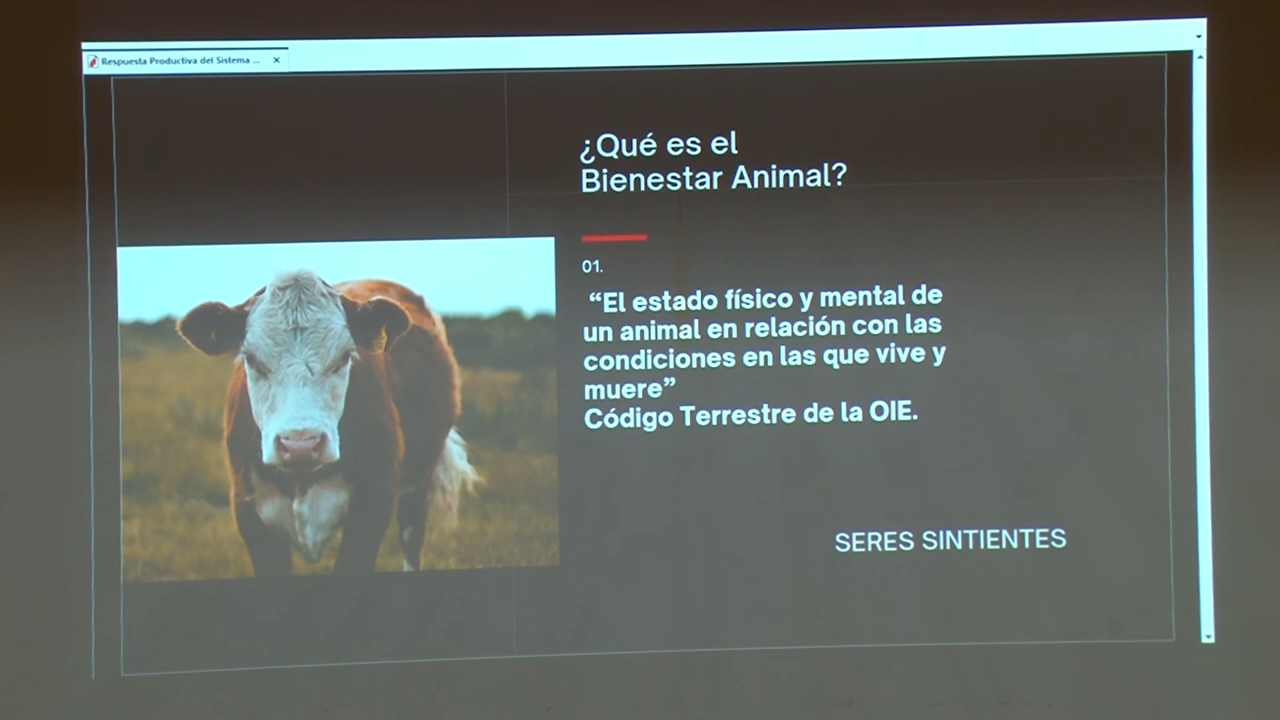 Respuesta Productiva del Sistema ...
¿Qué es el
Bienestar Animal?
01.
“El estado físico y mental de
un animal en relación con las
condiciones en las que vive y
muere”
Código Terrestre de la OIE.
SERES SINTIENTES